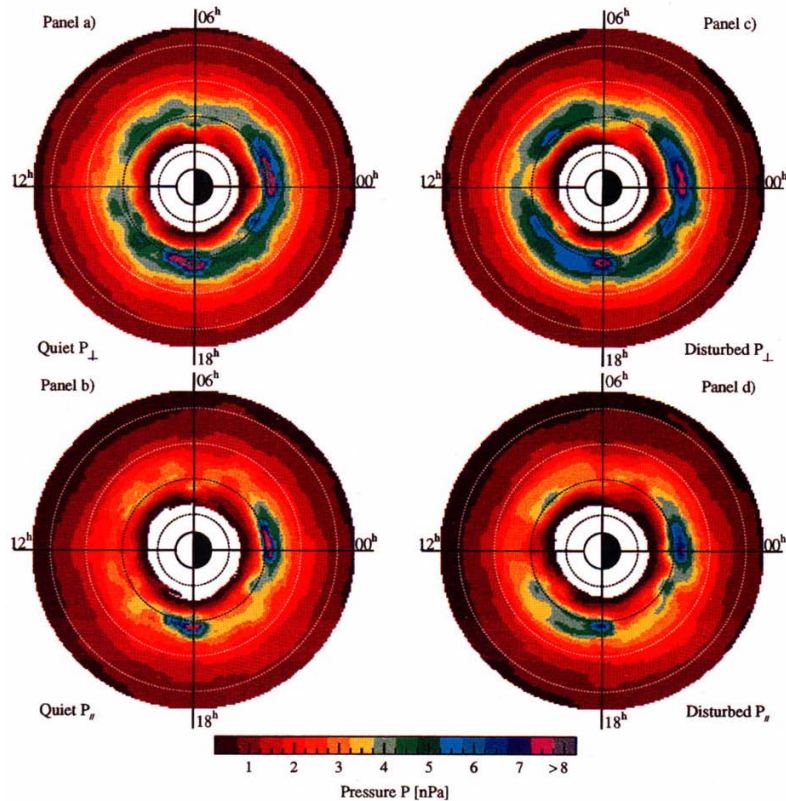 Panel a)
06ʰ
Panel c)
06ʰ
12ʰ
00ʰ
12ʰ
00ʰ
Quiet P⊥
18ʰ
18ʰ
Disturbed P⊥
Panel b)
06ʰ
06ʰ
Panel d)
12ʰ
00ʰ
12ʰ
00ʰ
Quiet P//
18ʰ
18ʰ
Disturbed P//
1 2 3 4 5 6 7 >8
Pressure P [nPa]